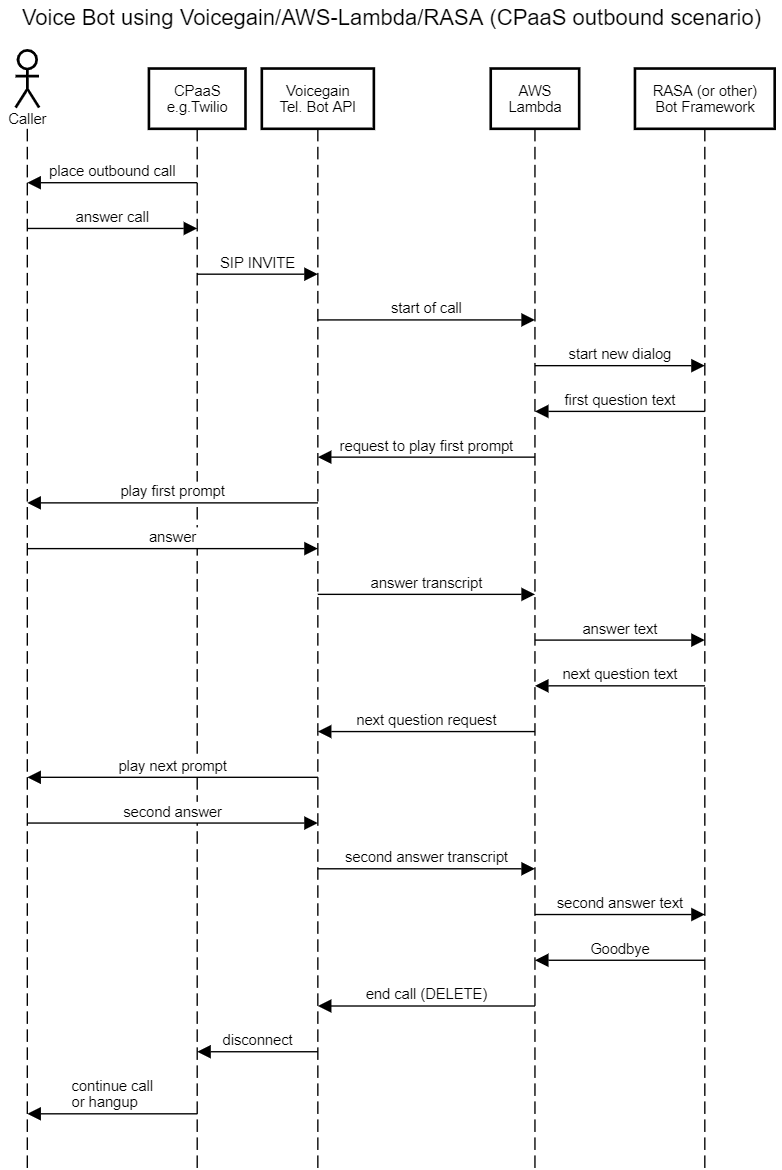 Voice Bot using Voicegain/AWS-Lambda/RASA (CPaaS outbound scenario)
Caller
CPaaS
e.g.Twilio
Voicegain
Tel. Bot API
AWS
Lambda
RASA (or other)
Bot Framework
place outbound call
answer call
SIP INVITE
start of call
start new dialog
first question text
request to play first prompt
play first prompt
answer
answer transcript
answer text
next question text
next question request
play next prompt
second answer
second answer transcript
second answer text
Goodbye
end call (DELETE)
disconnect
continue call
or hangup